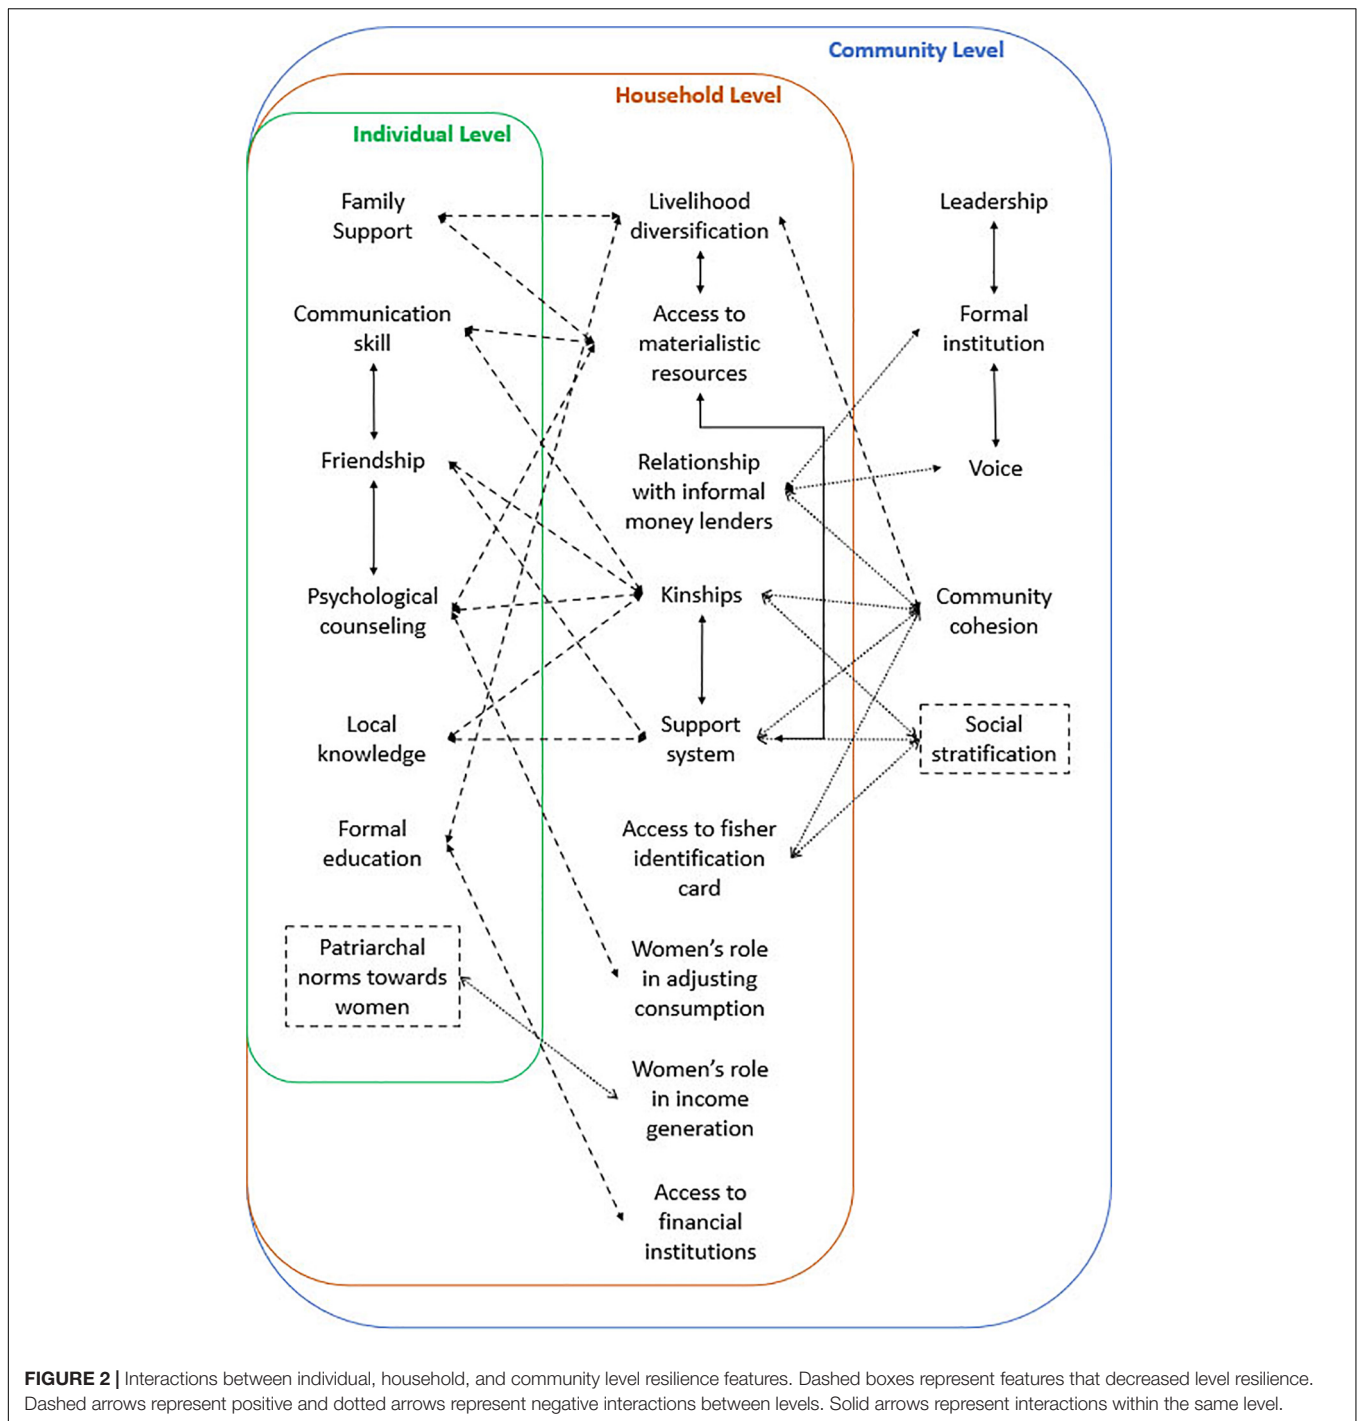 Community Level
Household Level
Individual Level
Family
Support
Communication
skill
Friendship
Psychological
counseling
Local
knowledge
Formal
education
Patriarchal
norms towards
women
Livelihood
diversification
Access to
materialistic
resources
Relationship
with informal
money lenders
Kinships
Support
system
Access to fisher
identification
card
Women's role
in adjusting
consumption
Women's role
in income
generation
Access to
financial
institutions
Leadership
Formal
institution
Voice
Community
cohesion
Social
stratification
FIGURE 2 | Interactions between individual, household, and community level resilience features. Dashed boxes represent features that decreased level resilience.
Dashed arrows represent positive and dotted arrows represent negative interactions between levels. Solid arrows represent interactions within the same level.